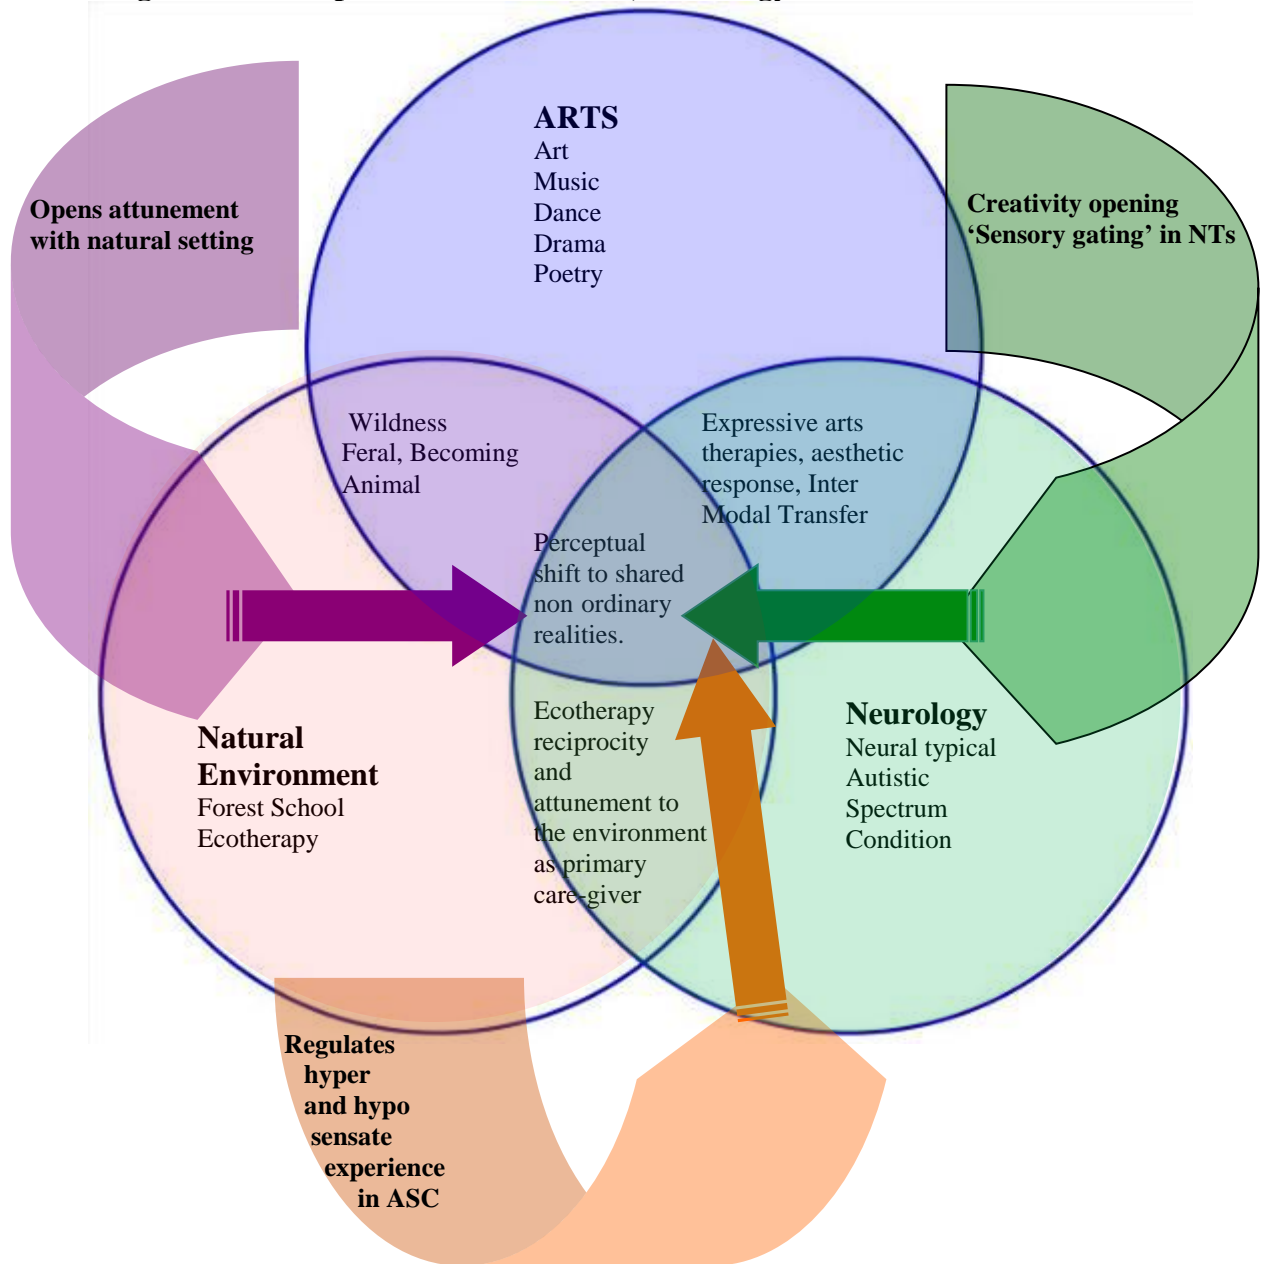 ARTS
Art
Music
Dance
Drama
Poetry
Opens attunement
with natural setting
Creativity opening
‘Sensory gating’ in NTs
Wildness
Feral, Becoming
Animal
Expressive arts
therapies, aesthetic
response, Inter
Modal Transfer
Perceptual
shift to shared
non ordinary
realities.
Natural
Environment
Forest School
Ecotherapy
Ecotherapy
reciprocity
and
attunement to
the environment
as primary
care-giver
Neurology
Neural typical
Autistic
Spectrum
Condition
Regulates
hyper
and hypo
sensate
experience
in ASC